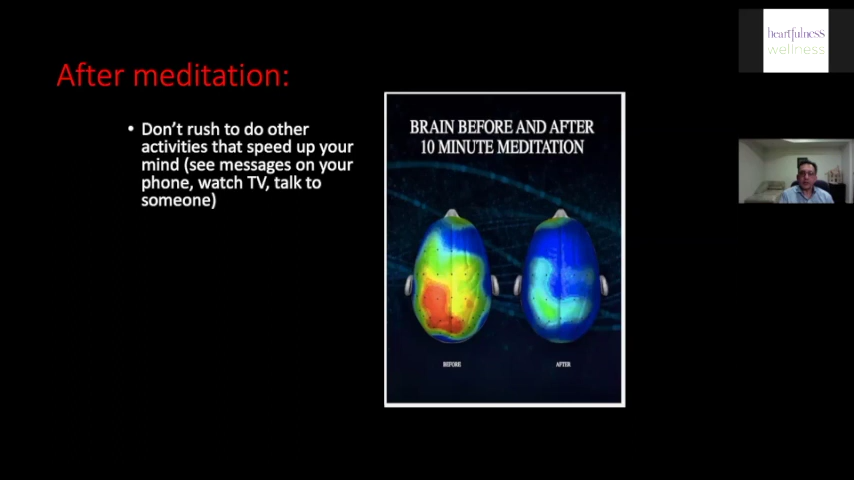 heartfulness
wellness
After meditation:
• Don't rush to do other
activities that speed up your
mind (see messages on your
phone, watch TV, talk to
someone)
BRAIN BEFORE AND AFTER
10 MINUTE MEDITATION
BEFORE
AFTER